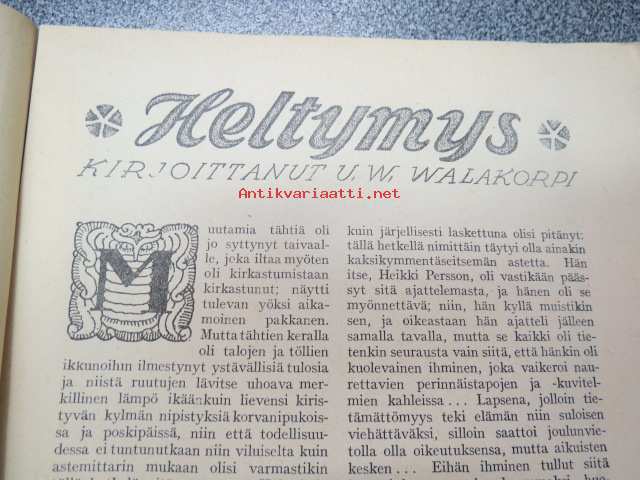 Heltymys
KIRJOITTANUT U. W. WALAKORPI
Antikvariaatti.net
Muutamia tähtiä oli
jo syttynyt taivaal-
le, joka iltaa myöten
oli kirkastumistaan
kirkastunut; näytti
tulevan yöksi aika-
moinen pakkanen.
Mutta tähtien keralla
oli talojen ja töllien
ikkunoihin ilmestynyt ystävällisiä tulosia
ja niistä ruutujen lävitse uhoava mer-
killinen lämpö ikäänkuin lievensi kiris-
tyvän kylmän nipistyksiä korvanipukois-
sa ja poskipäissä, niin että todellisuu-
dessa ei tuntunutkaan niin viluiselta kuin
astemittarin mukaan olisi varmastikin
kuin järjellisesti laskettuna olisi pitänyt:
tällä hetkellä nimittäin täytyi olla ainakin
kaksikymmentäseitsemän astetta. Hän
itse, Heikki Persson, oli vastikään pääs-
syt sitä ajattelemasta, ja hänen oli se
myönnettävä; niin, hän kyllä muistikin
sen, ja oikeastaan hän ajatteli jälleen
samalla tavalla, mutta se kaikki oli tie-
tenkin seurausta vain siitä, että hänkin oli
kuolevainen ihminen, joka vaikeroi nau-
rettavien perinnäistapojen ja -kuvitel-
mien kahleissa... Lapsena, jolloin tie-
tämättömyys teki elämän niin suloisen
viehättäväksi, silloin saattoi joulunvie-
tolla olla oikeutuksensa, mutta aikuisten
kesken... Eihän ihminen tullut siitä